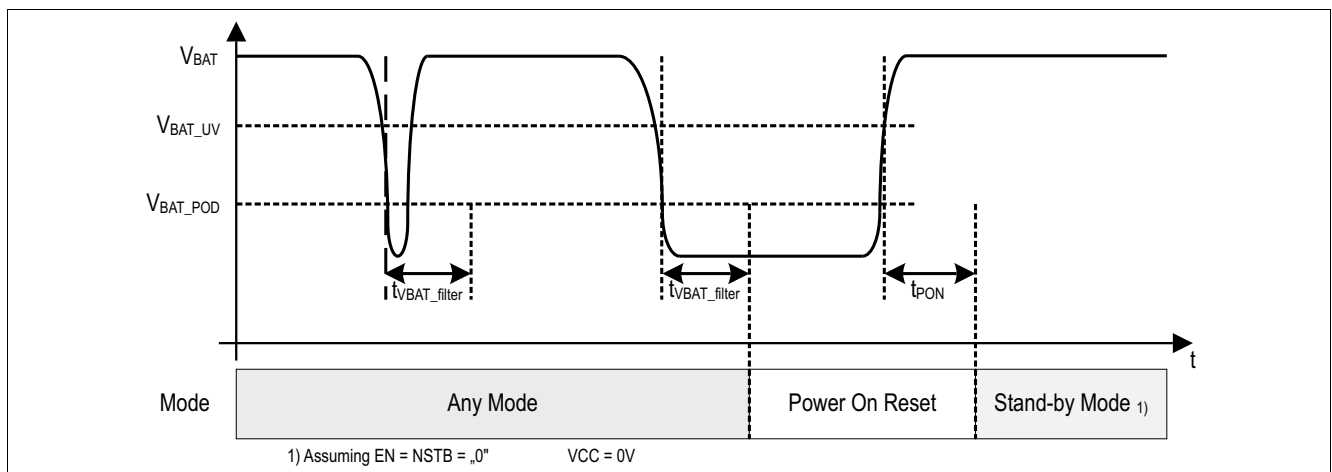 VBAT
VBAT_UV
VBAT_POD
tVBAT_filter
tVBAT_filter
tPON
t
Mode
Any Mode
Power On Reset
Stand-by Mode 1)
1) Assuming EN = NSTB = „0" VCC = 0V